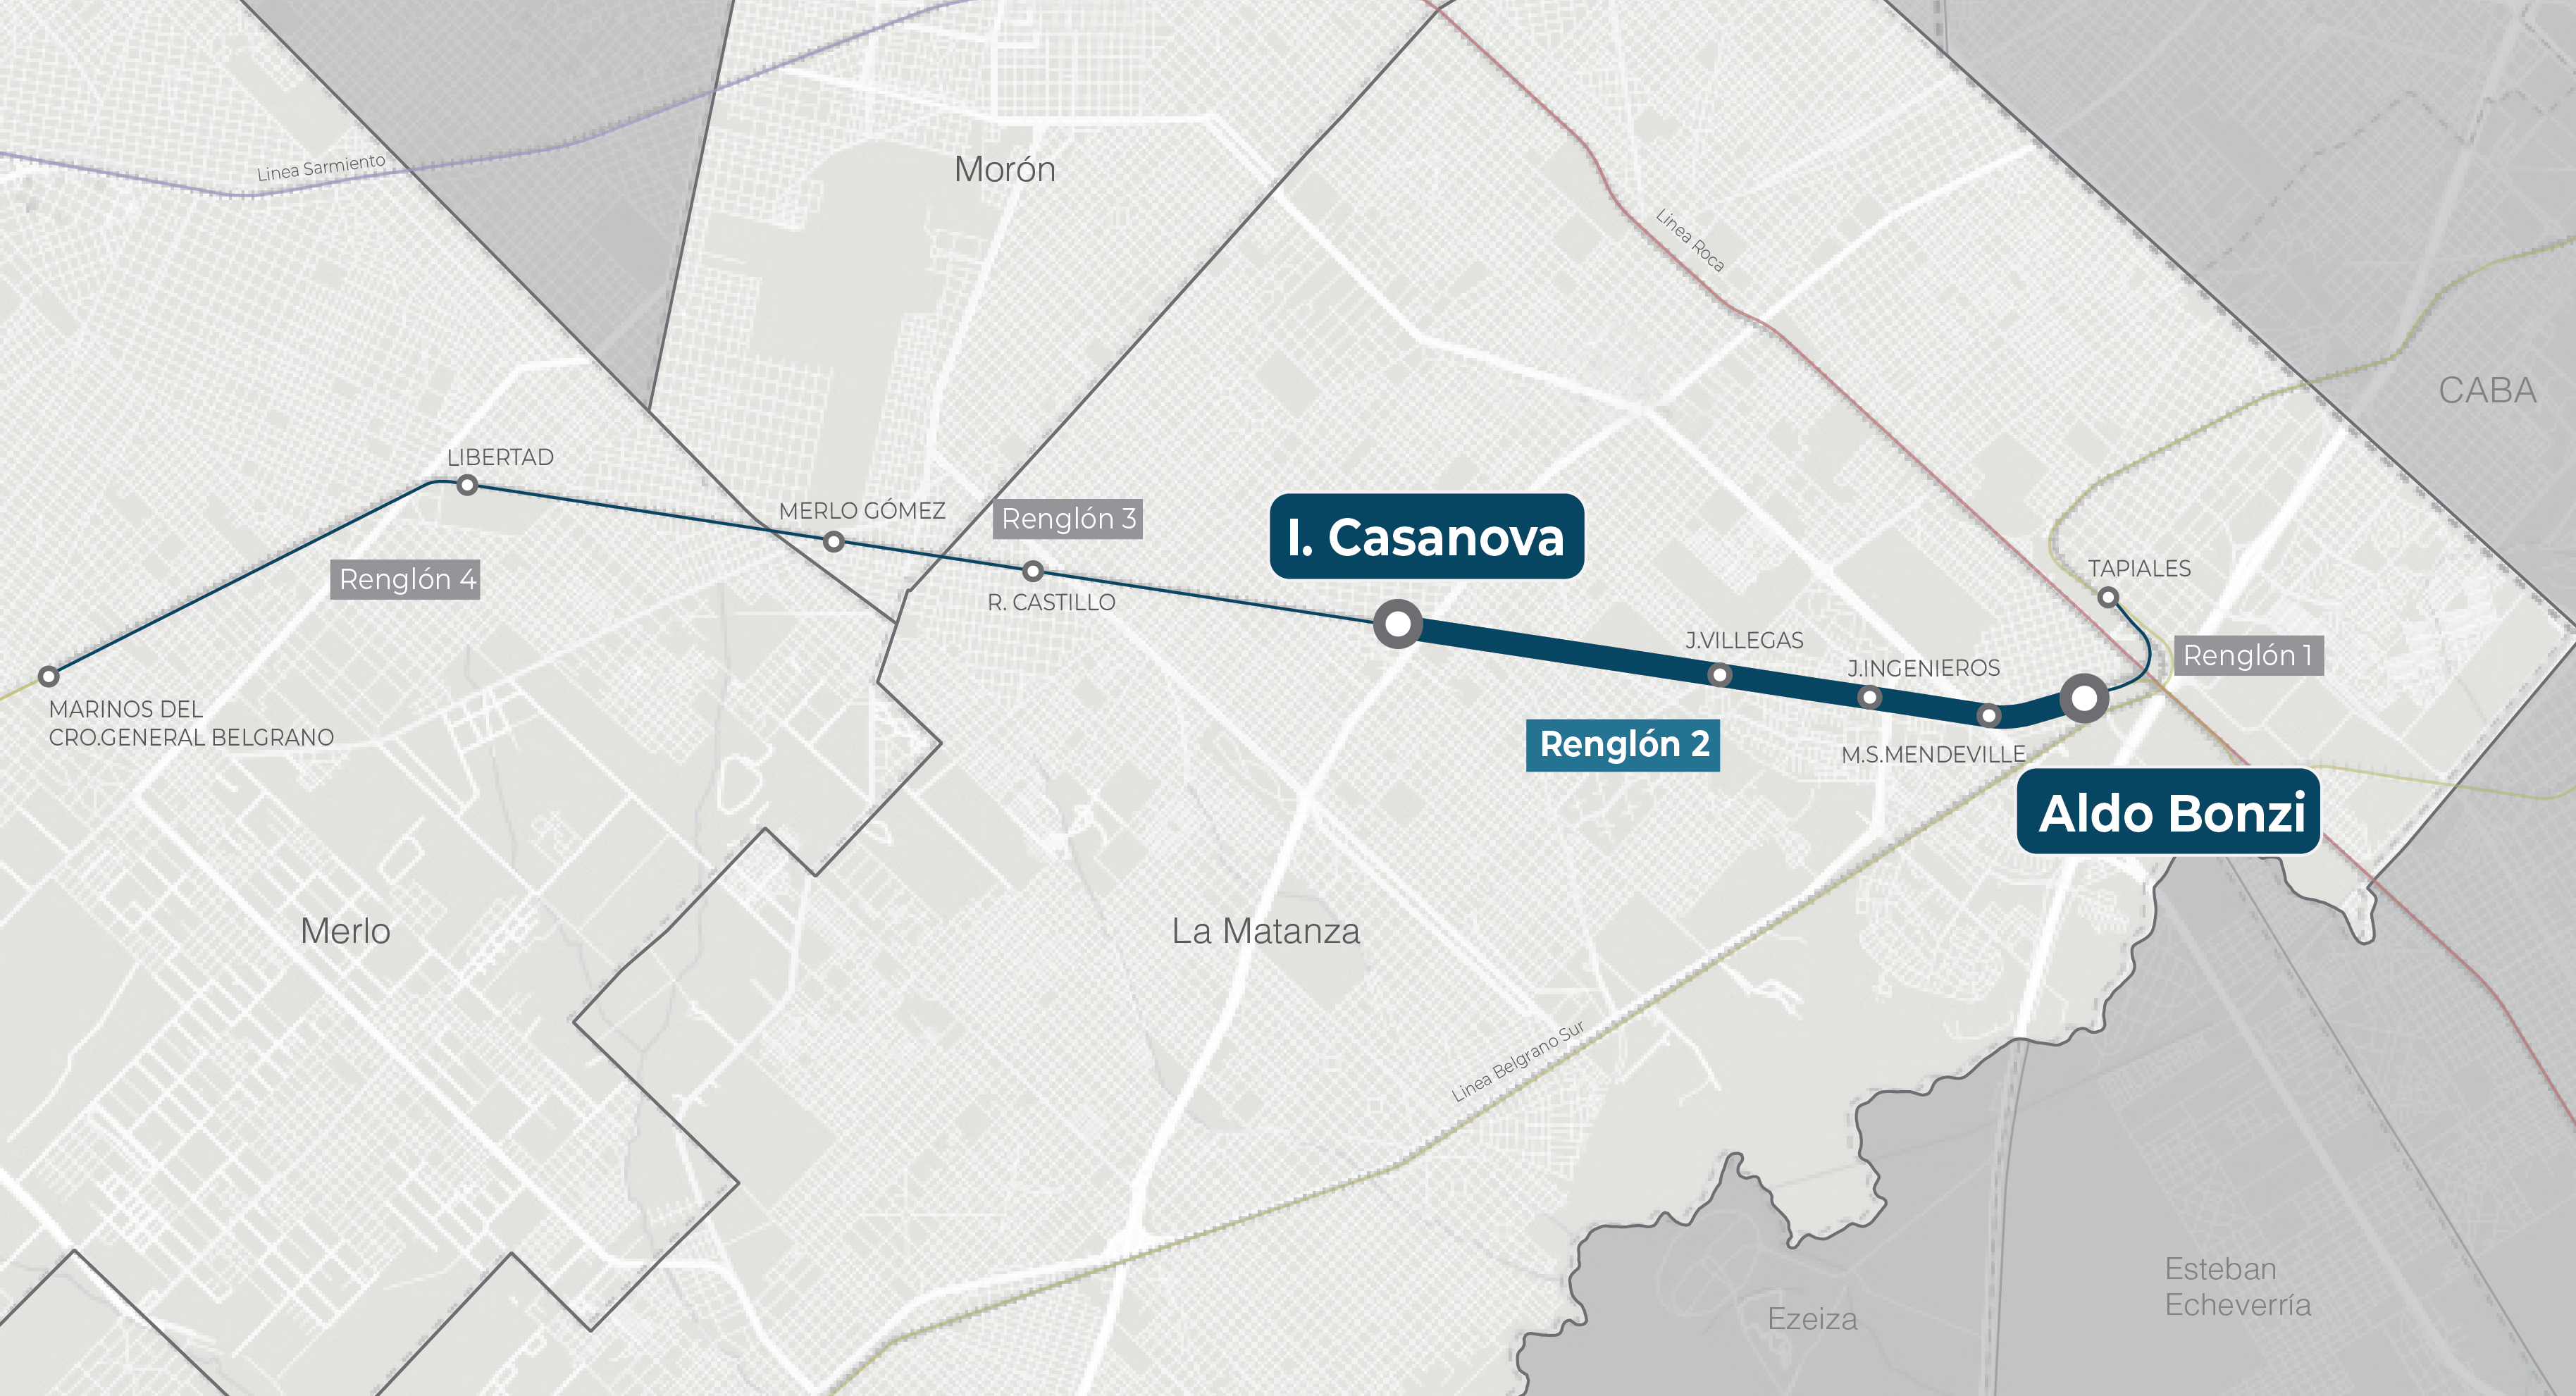 Linea Sarmiento
Morón
Linea Roca
CABA
LIBERTAD
MERLO GÓMEZ
Renglón 3
I. Casanova
TAPIALES
Renglón 4
R. CASTILLO
J.VILLEGAS
J.INGENIEROS
Renglón 1
MARINOS DEL
CRO.GENERAL BELGRANO
Renglón 2
M.S.MENDEVILLE
Aldo Bonzi
Merlo
La Matanza
Linea Belgrano Sur
Esteban
Echeverría
Ezeiza